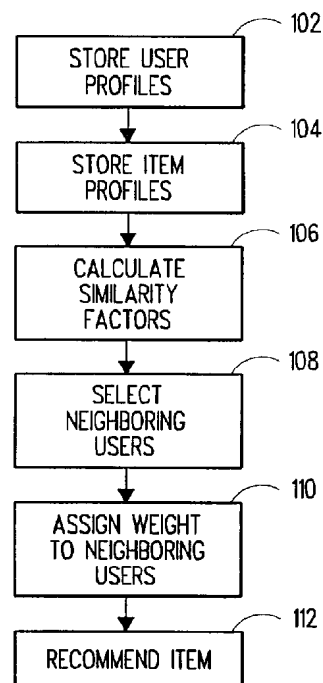 102
STORE USER
PROFILES
104
STORE ITEM
PROFILES
106
CALCULATE
SIMILARITY
FACTORS
108
SELECT
NEIGHBORING
USERS
110
ASSIGN WEIGHT
TO NEIGHBORING
USERS
112
RECOMMEND ITEM